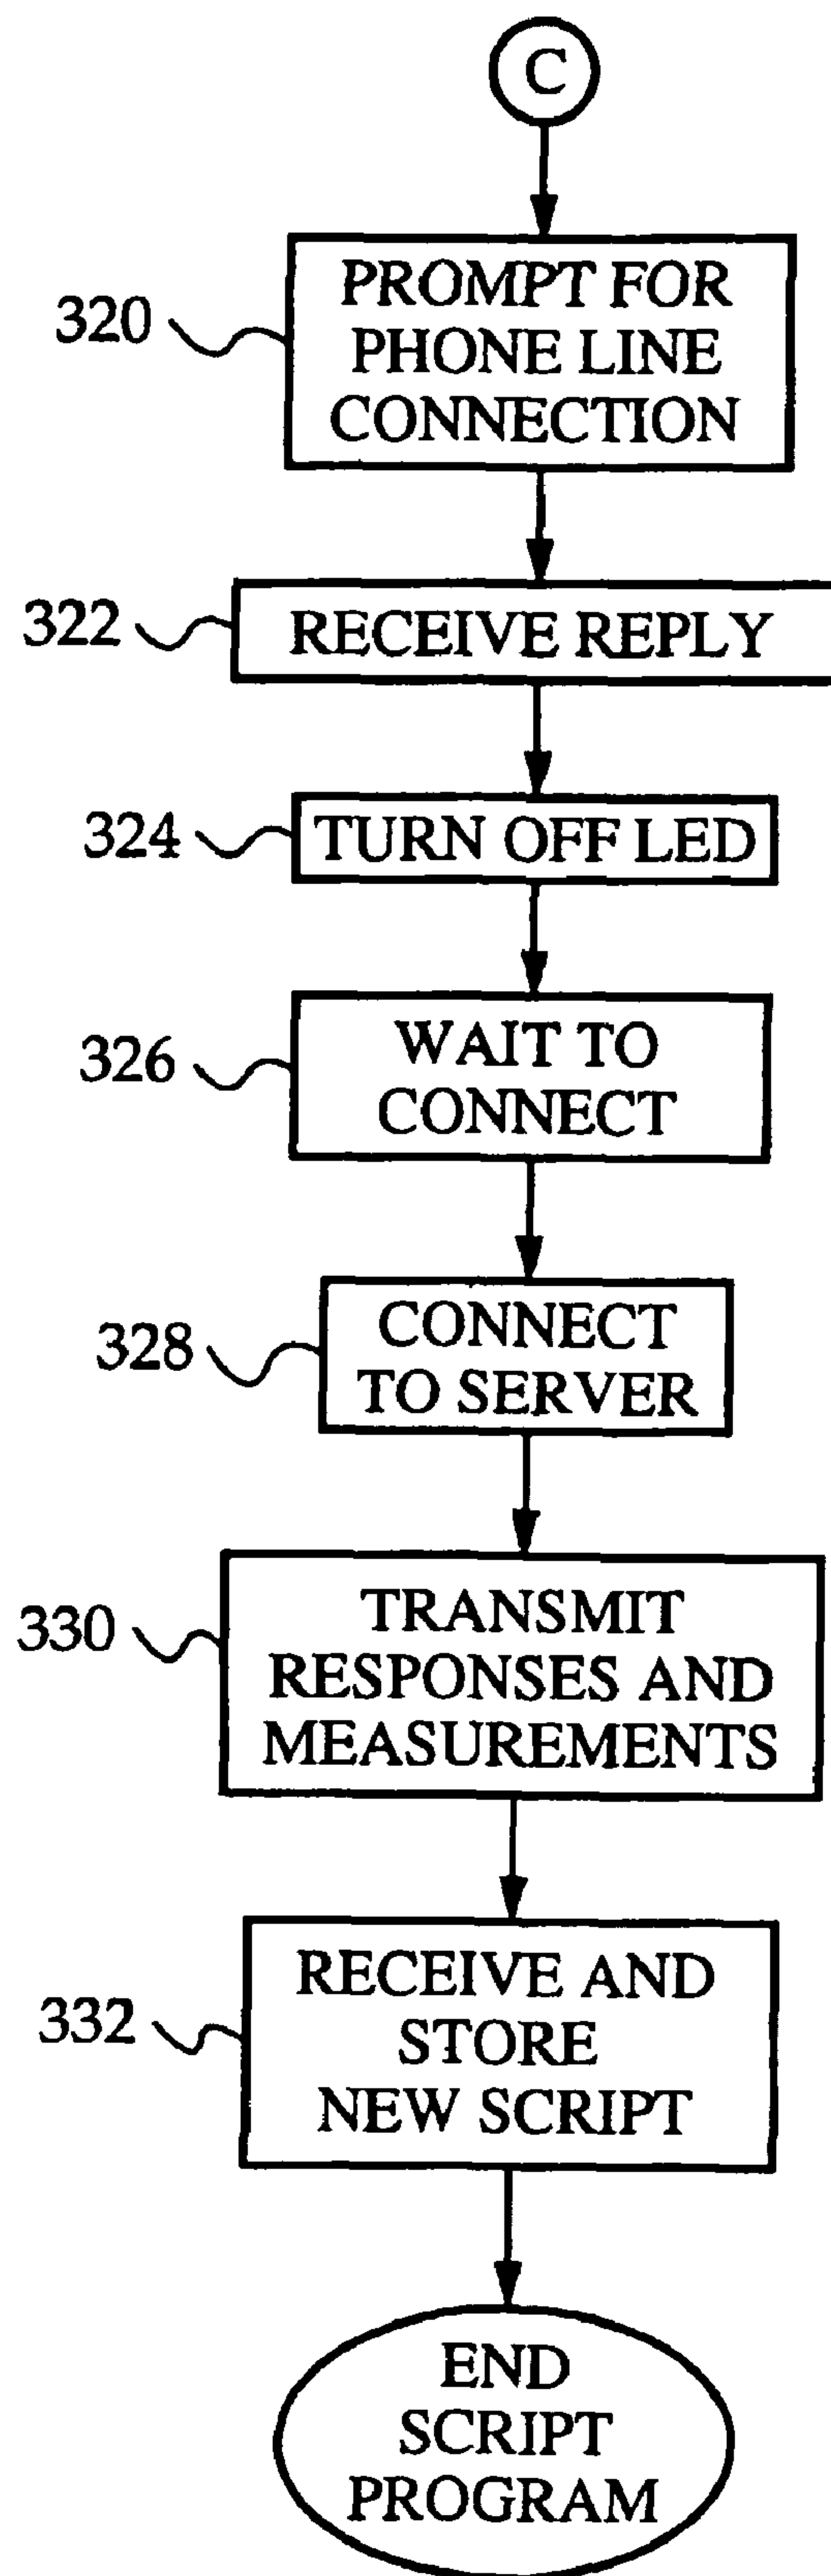 C
320
PROMPT FOR
PHONE LINE
CONNECTION
322
RECEIVE REPLY
324
TURN OFF LED
326
WAIT TO
CONNECT
328
CONNECT
TO SERVER
330
TRANSMIT
RESPONSES AND
MEASUREMENTS
332
RECEIVE AND
STORE
NEW SCRIPT
END
SCRIPT
PROGRAM